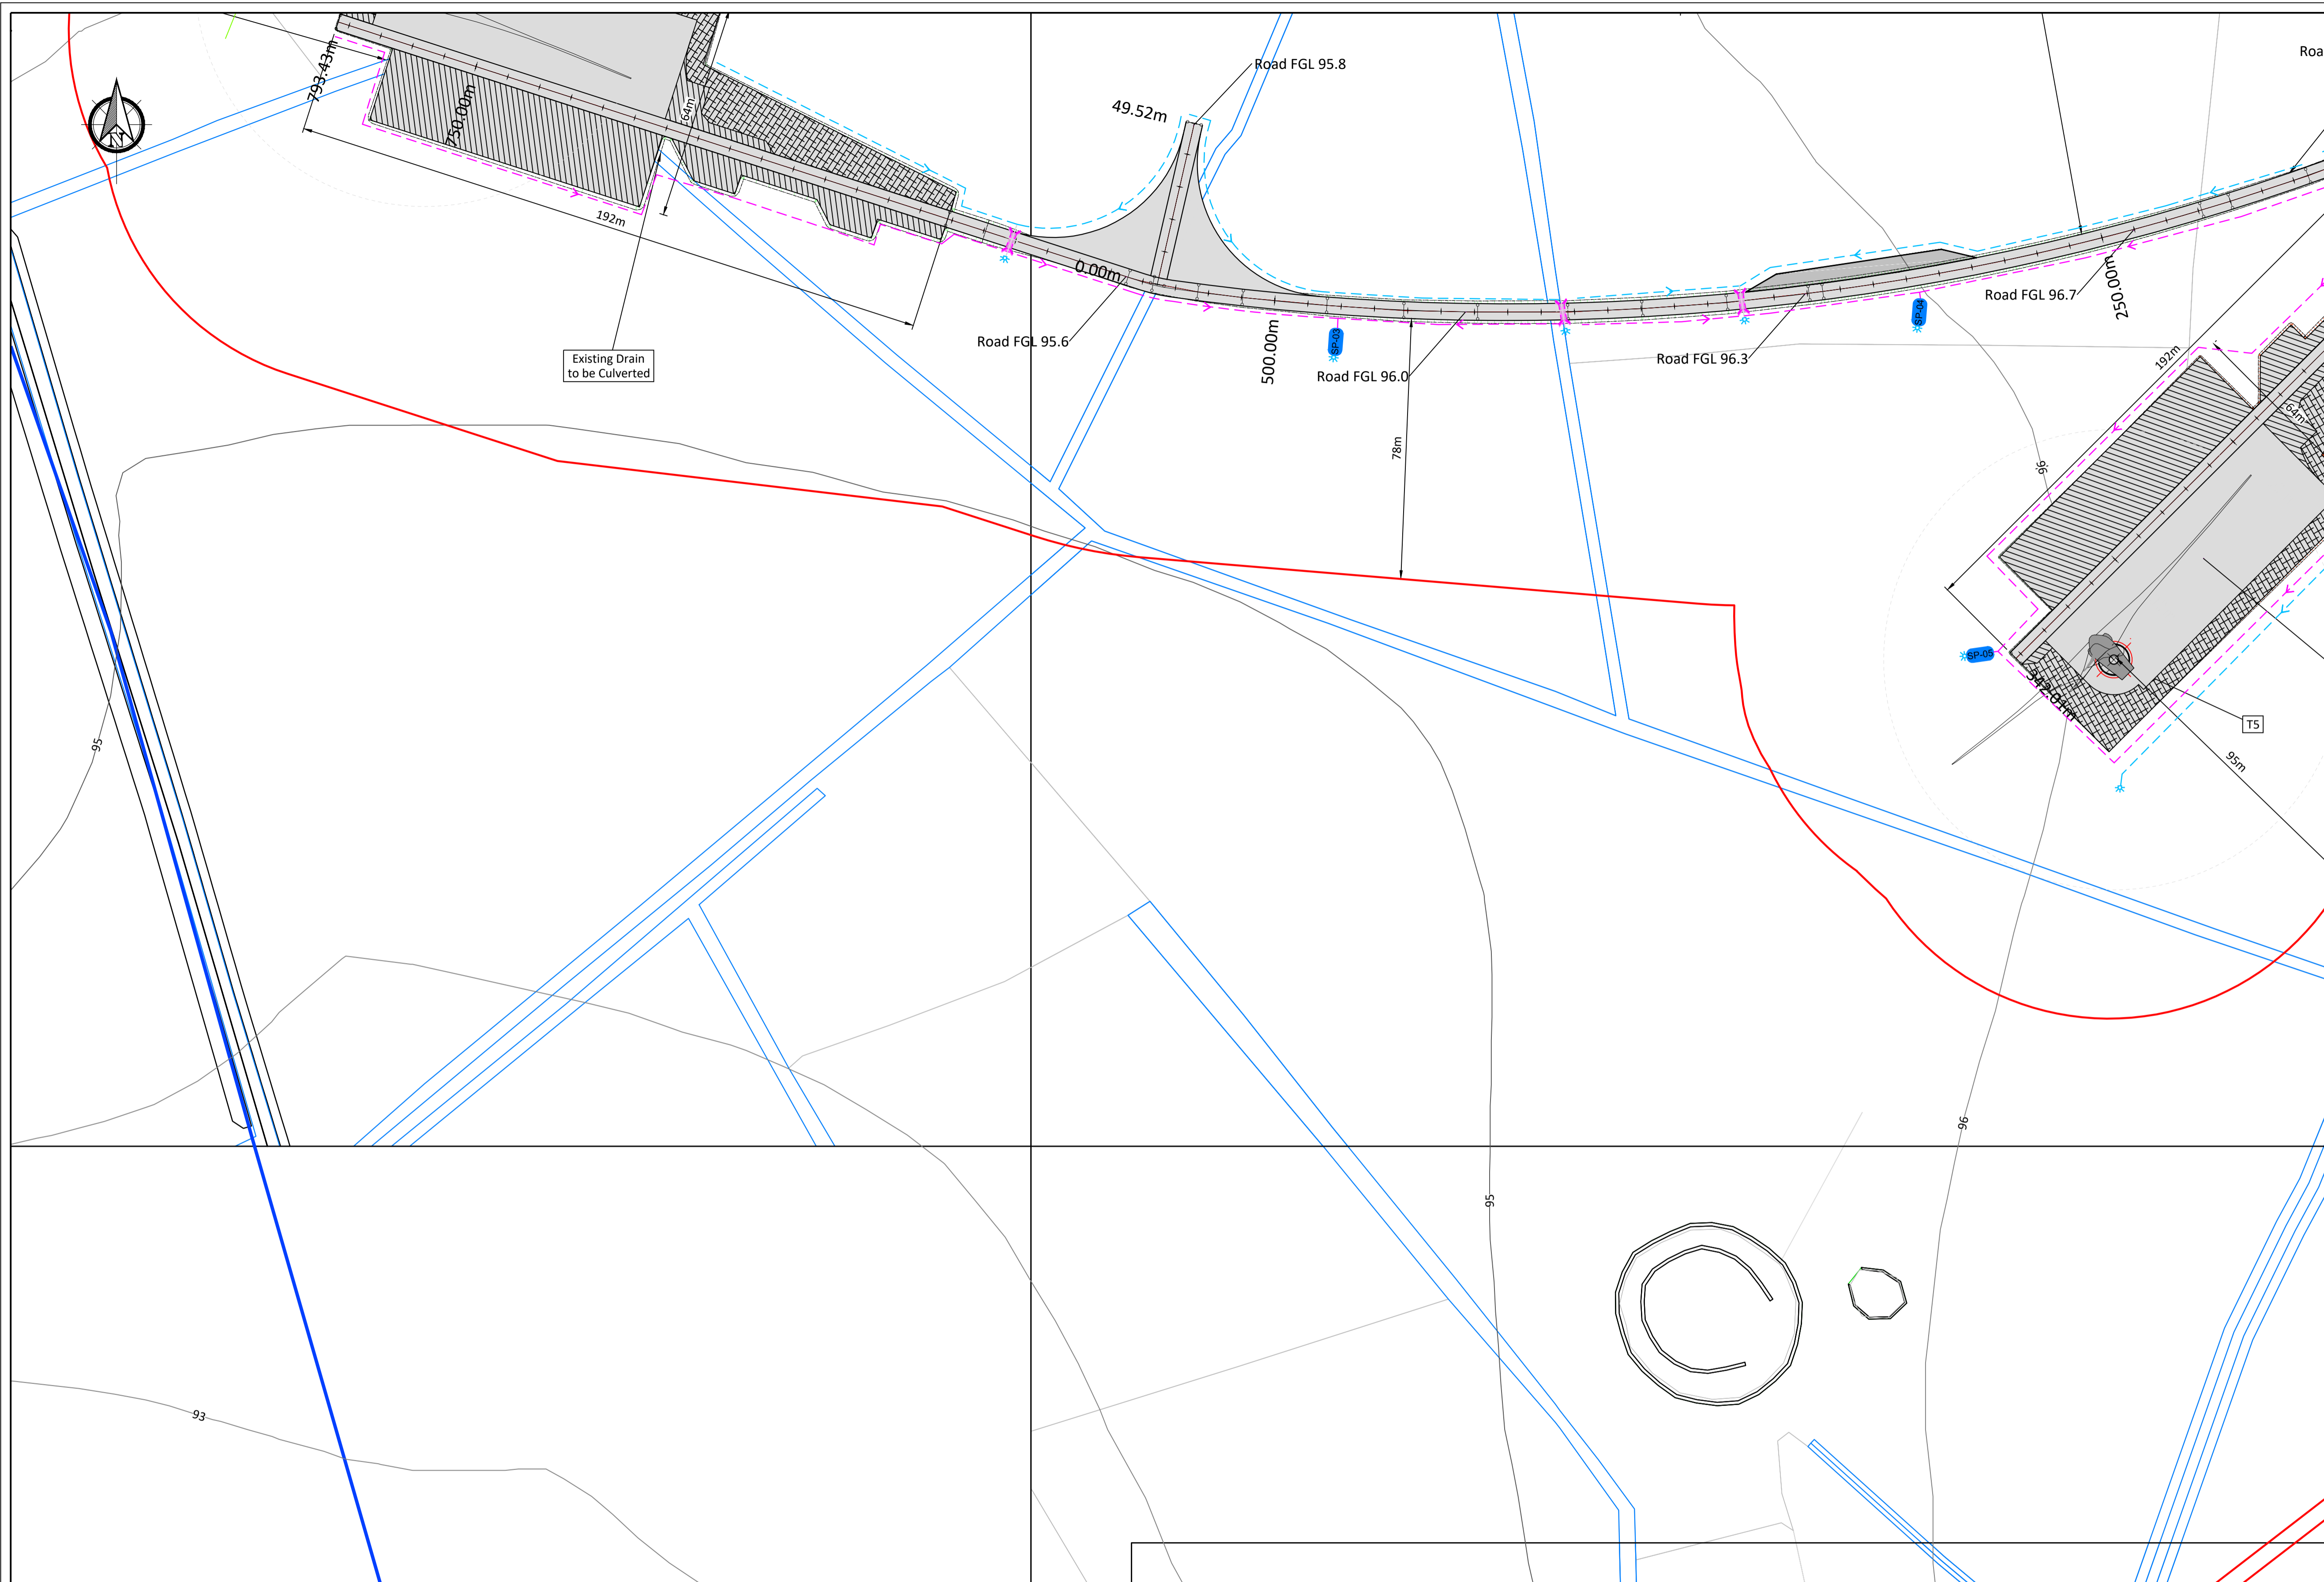 Road FGL 95.8
Roa
793.43m
750.00m
64m
49.52m
N
192m
0.00m
Road FGL 95.6
Existing Drain
to be Culverted
500.00m
SP-03
Road FGL 96.0
Road FGL 96.3
SP-04
Road FGL 96.7
250.00m
192m
64m
78m
96
SP-05
342.01m
T5
95m
95
96
95
93